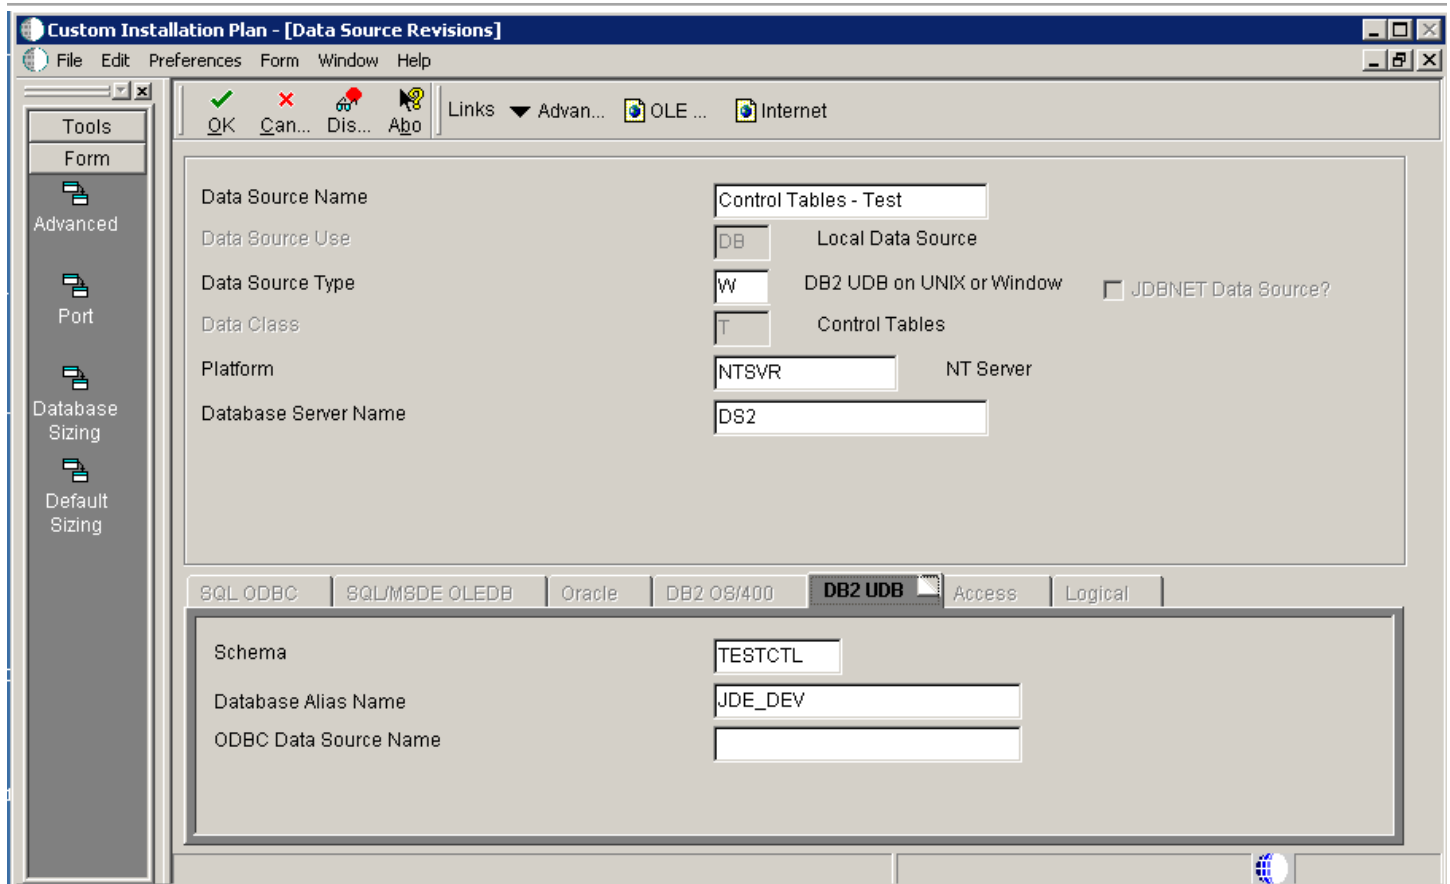 Custom Installation Plan - [Data Source Revisions]
File Edit Preferences Form Window Help
Tools
Form
Advanced
Port
Database
Sizing
Default
Sizing
OK Can... Dis... Abo Links Advan... OLE ... Internet
Data Source Name Control Tables - Test
Data Source Use DB Local Data Source
Data Source Type W DB2 UDB on UNIX or Window JDBNET Data Source?
Data Class T Control Tables
Platform NTSVR NT Server
Database Server Name DS2
SQL ODBC SQL/MSDE OLEDB Oracle DB2 OS/400 DB2 UDB Access Logical
Schema TESTCTL
Database Alias Name JDE_DEV
ODBC Data Source Name